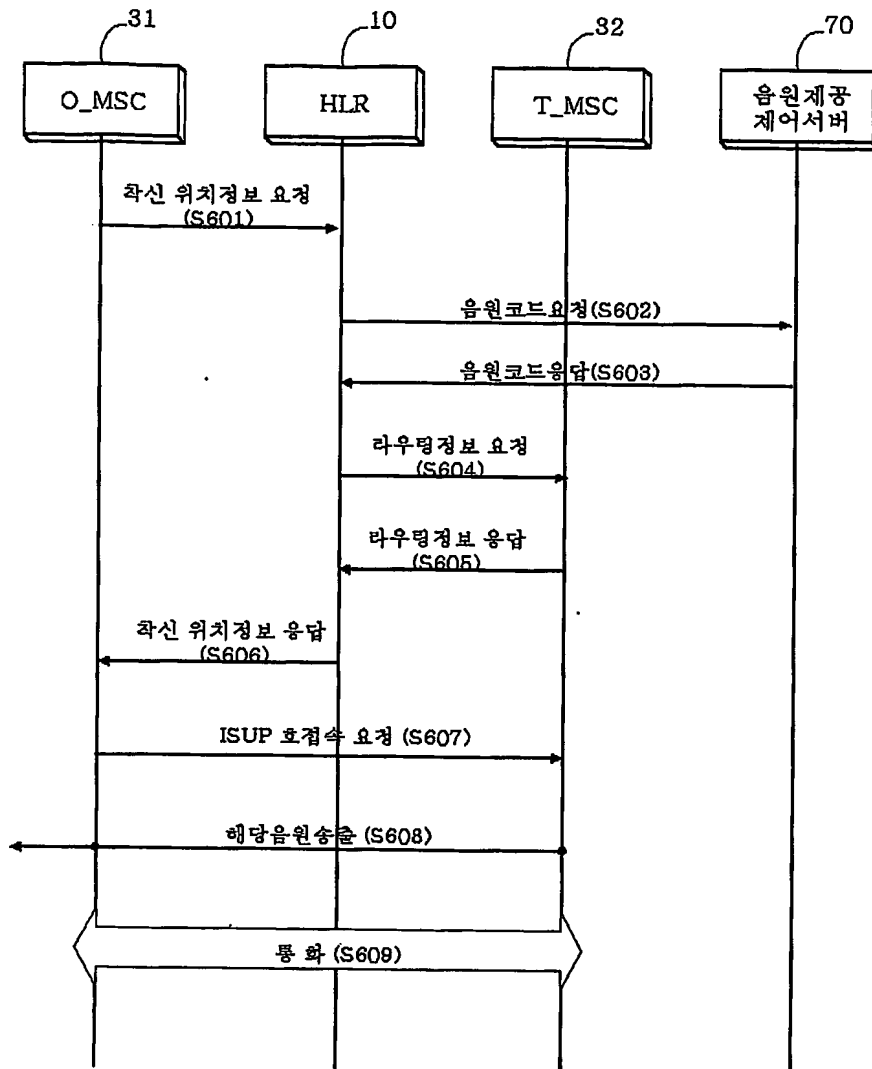 31
10
32
70
O_MSC
HLR
T_MSC
음원제공
제어서버
착신 위치정보 요청
(S601)
음원코드요청(S602)
음원코드응답(S603)
라우팅정보 요청
(S604)
라우팅정보 응답
(S605)
착신 위치정보 응답
(S606)
ISUP 호접속 요청 (S607)
해당음원송출 (S608)
통 화 (S609)